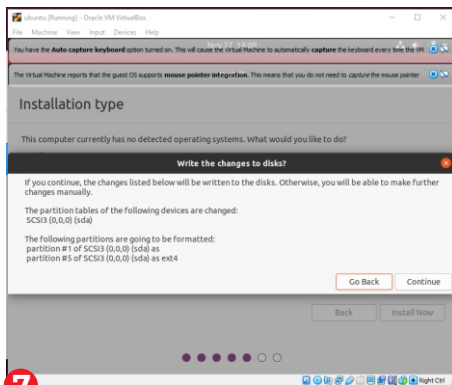 ubuntu [Running] - Oracle VM VirtualBox
File Machine View Input Devices Help
You have the Auto capture keyboard option turned on. This will cause the Virtual Machine to automatically capture the keyboard every time the VM
The Virtual Machine reports that the guest OS supports mouse pointer integration. This means that you do not need to capture the mouse pointer
Installation type
This computer currently has no detected operating systems. What would you like to do?
Write the changes to disks?
If you continue, the changes listed below will be written to the disks. Otherwise, you will be able to make further
changes manually.
The partition tables of the following devices are changed:
SCSI3 (0,0,0) (sda)
The following partitions are going to be formatted:
partition #1 of SCSI3 (0,0,0) (sda) as
partition #5 of SCSI3 (0,0,0) (sda) as ext4
Go Back Continue
Back Install Now
7
Right Ctrl